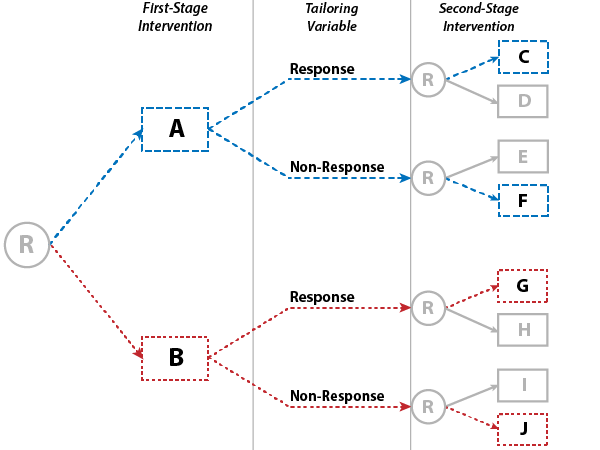 First-Stage
Intervention
Tailoring
Variable
Second-Stage
Intervention
R
A
Response
R
C
D
Non-Response
R
E
F
B
Response
R
G
H
Non-Response
R
I
J